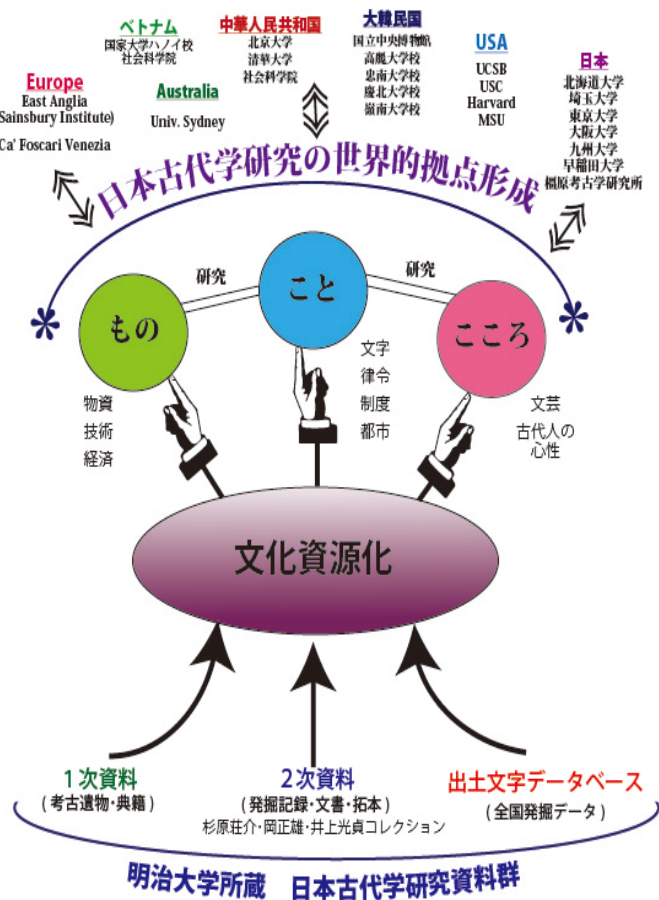 ベトナム
国家大学ハノイ校
社会科学院
中華人民共和国
北京大学
清華大学
社会科学院
大韓民国
国立中央博物館
高麗大学校
忠南大学校
慶北大学校
嶺南大学校
USA
UCSB
USC
Harvard
MSU
日本
北海道大学
埼玉大学
東京大学
大阪大学
九州大学
早稲田大学
橿原考古学研究所
Europe
East Anglia
Sainsbury Institute)
Ca' Foscari Venezia
Australia
Univ. Sydney
日本古代学研究の世界的拠点形成
*
*
もの
研究
こと
研究
こころ
物資
技術
経済
文字
律令
制度
都市
文芸
古代人の
心性
文化資源化
1次資料
(考古遺物・典籍)
2次資料
(発掘記録・文書・拓本)
杉原荘介・岡正雄・井上光貞コレクション
出土文字データベース
(全国発掘データ)
明治大学所蔵 日本古代学研究資料群